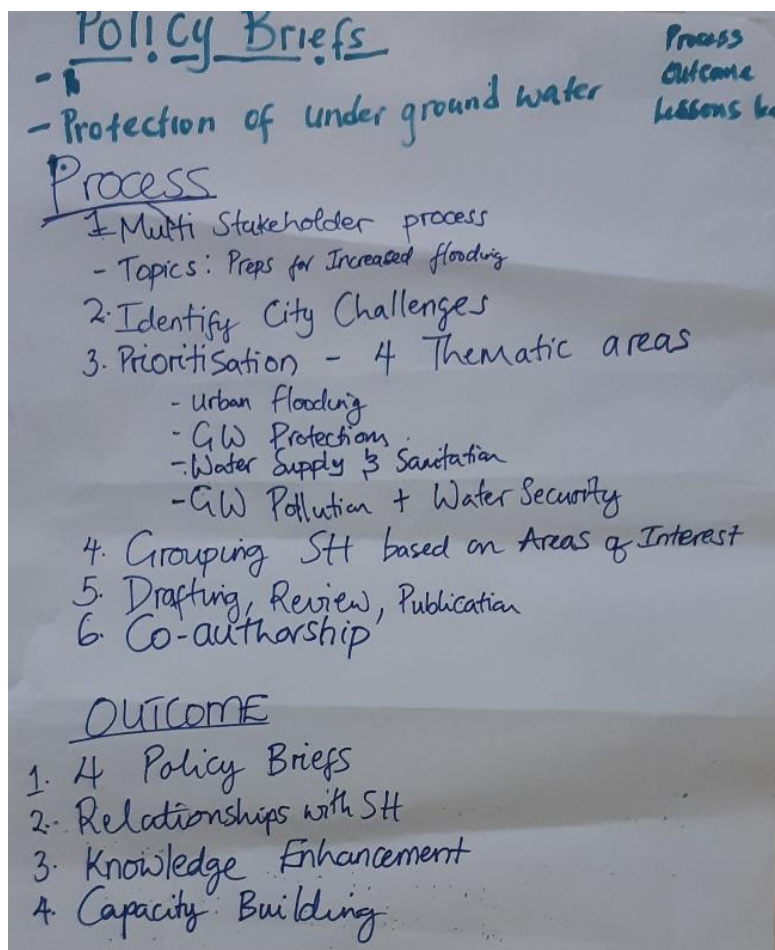 Policy Briefs
Process
Outcome
Lessons
- Protection of under ground water
Process
1 Multi Stakeholder process
- Topics: Preps for Increased flooding
2. Identify City Challenges
3. Prioritisation - 4 Thematic areas
- Urban flooding
- GW Protection
- Water Supply & Sanitation
- GW Pollution + Water Security
4. Grouping SH based on Areas of Interest
5. Drafting, Review, Publication
6. Co-authorship
OUTCOME
1. 4 Policy Briefs
2. Relationships with SH
3. Knowledge Enhancement
4. Capacity Building